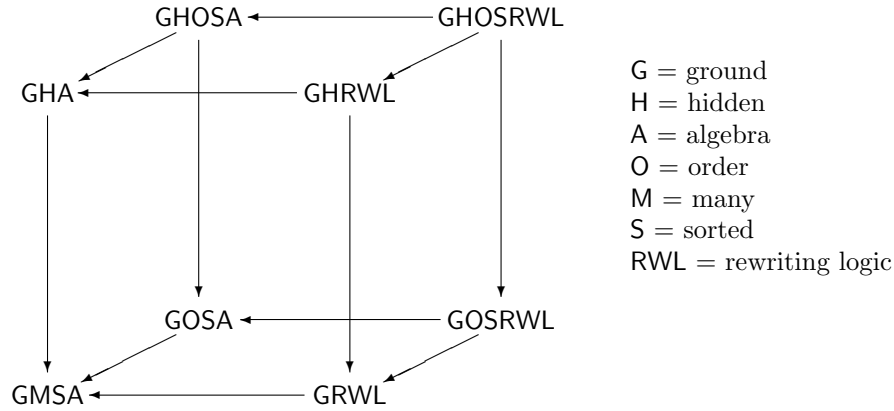 GHOSA GHOSRWL
GHA GHRWL
GOSA GOSRWL
GMSA GRWL
G = ground
H = hidden
A = algebra
O = order
M = many
S = sorted
RWL = rewriting logic